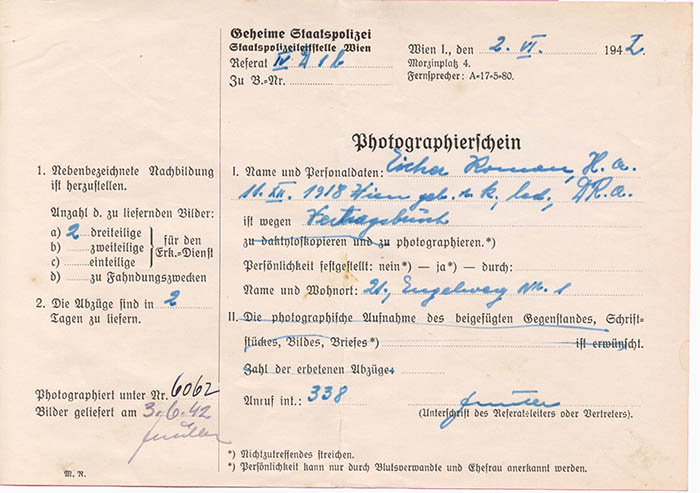 Geheime Staatspolizei
Staatspolizeileitstelle Wien
Referat IV D 1 b
Zu B.-Nr.
Wien I., den 2. VI. 1942.
Morzinplatz 4.
Fernsprecher: A-17-5-80.
Photographierschein
1. Nebenbezeichnete Nachbildung
ist herzustellen.
Anzahl d. zu liefernden Bilder:
a) 2 dreiteilige
b) zweiteilige
c) einteilige
für den
Erk.-Dienst
d) zu Fahndungszwecken
2. Die Abzüge sind in 2
Tagen zu liefern.
Photographiert unter Nr. 6062
Bilder geliefert am 3.6.42
M. R.
I. Name und Personaldaten: Roman, H. a.
11. XII. 1918 Wien geb. r. k., led., D.R.a.
ist wegen Vertragsbruch
zu daktyloskopieren und zu photographieren.*)
Persönlichkeit festgestellt: nein*) — ja*) — durch:
Name und Wohnort: 21., Engelweg Nr. 1
II. Die photographische Aufnahme des beigefügten Gegenstandes, Schrift-
stückes, Bildes, Briefes*) ist erwünscht.
Zahl der erbetenen Abzüge:
Anruf int.: 338
(Unterschrift des Referatsleiters oder Vertreters).
*) Nichtzutreffendes streichen.
*) Persönlichkeit kann nur durch Blutsverwandte und Ehefrau anerkannt werden.